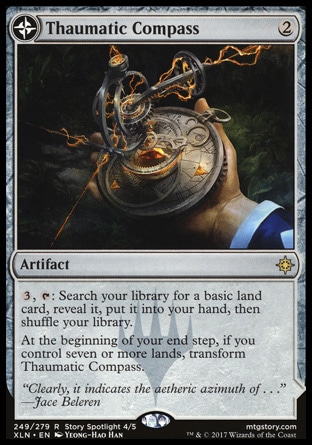 Thaumatic Compass 2
Artifact
3, T: Search your library for a basic land
card, reveal it, put it into your hand, then
shuffle your library.
At the beginning of your end step, if you
control seven or more lands, transform
Thaumatic Compass.
“Clearly, it indicates the aetheric azimuth of . . .”
—Jace Beleren
249/279 R Story Spotlight 4/5
XLN • EN Yeong-Hao Han
mtgstory.com
™ & © 2017 Wizards of the Coast